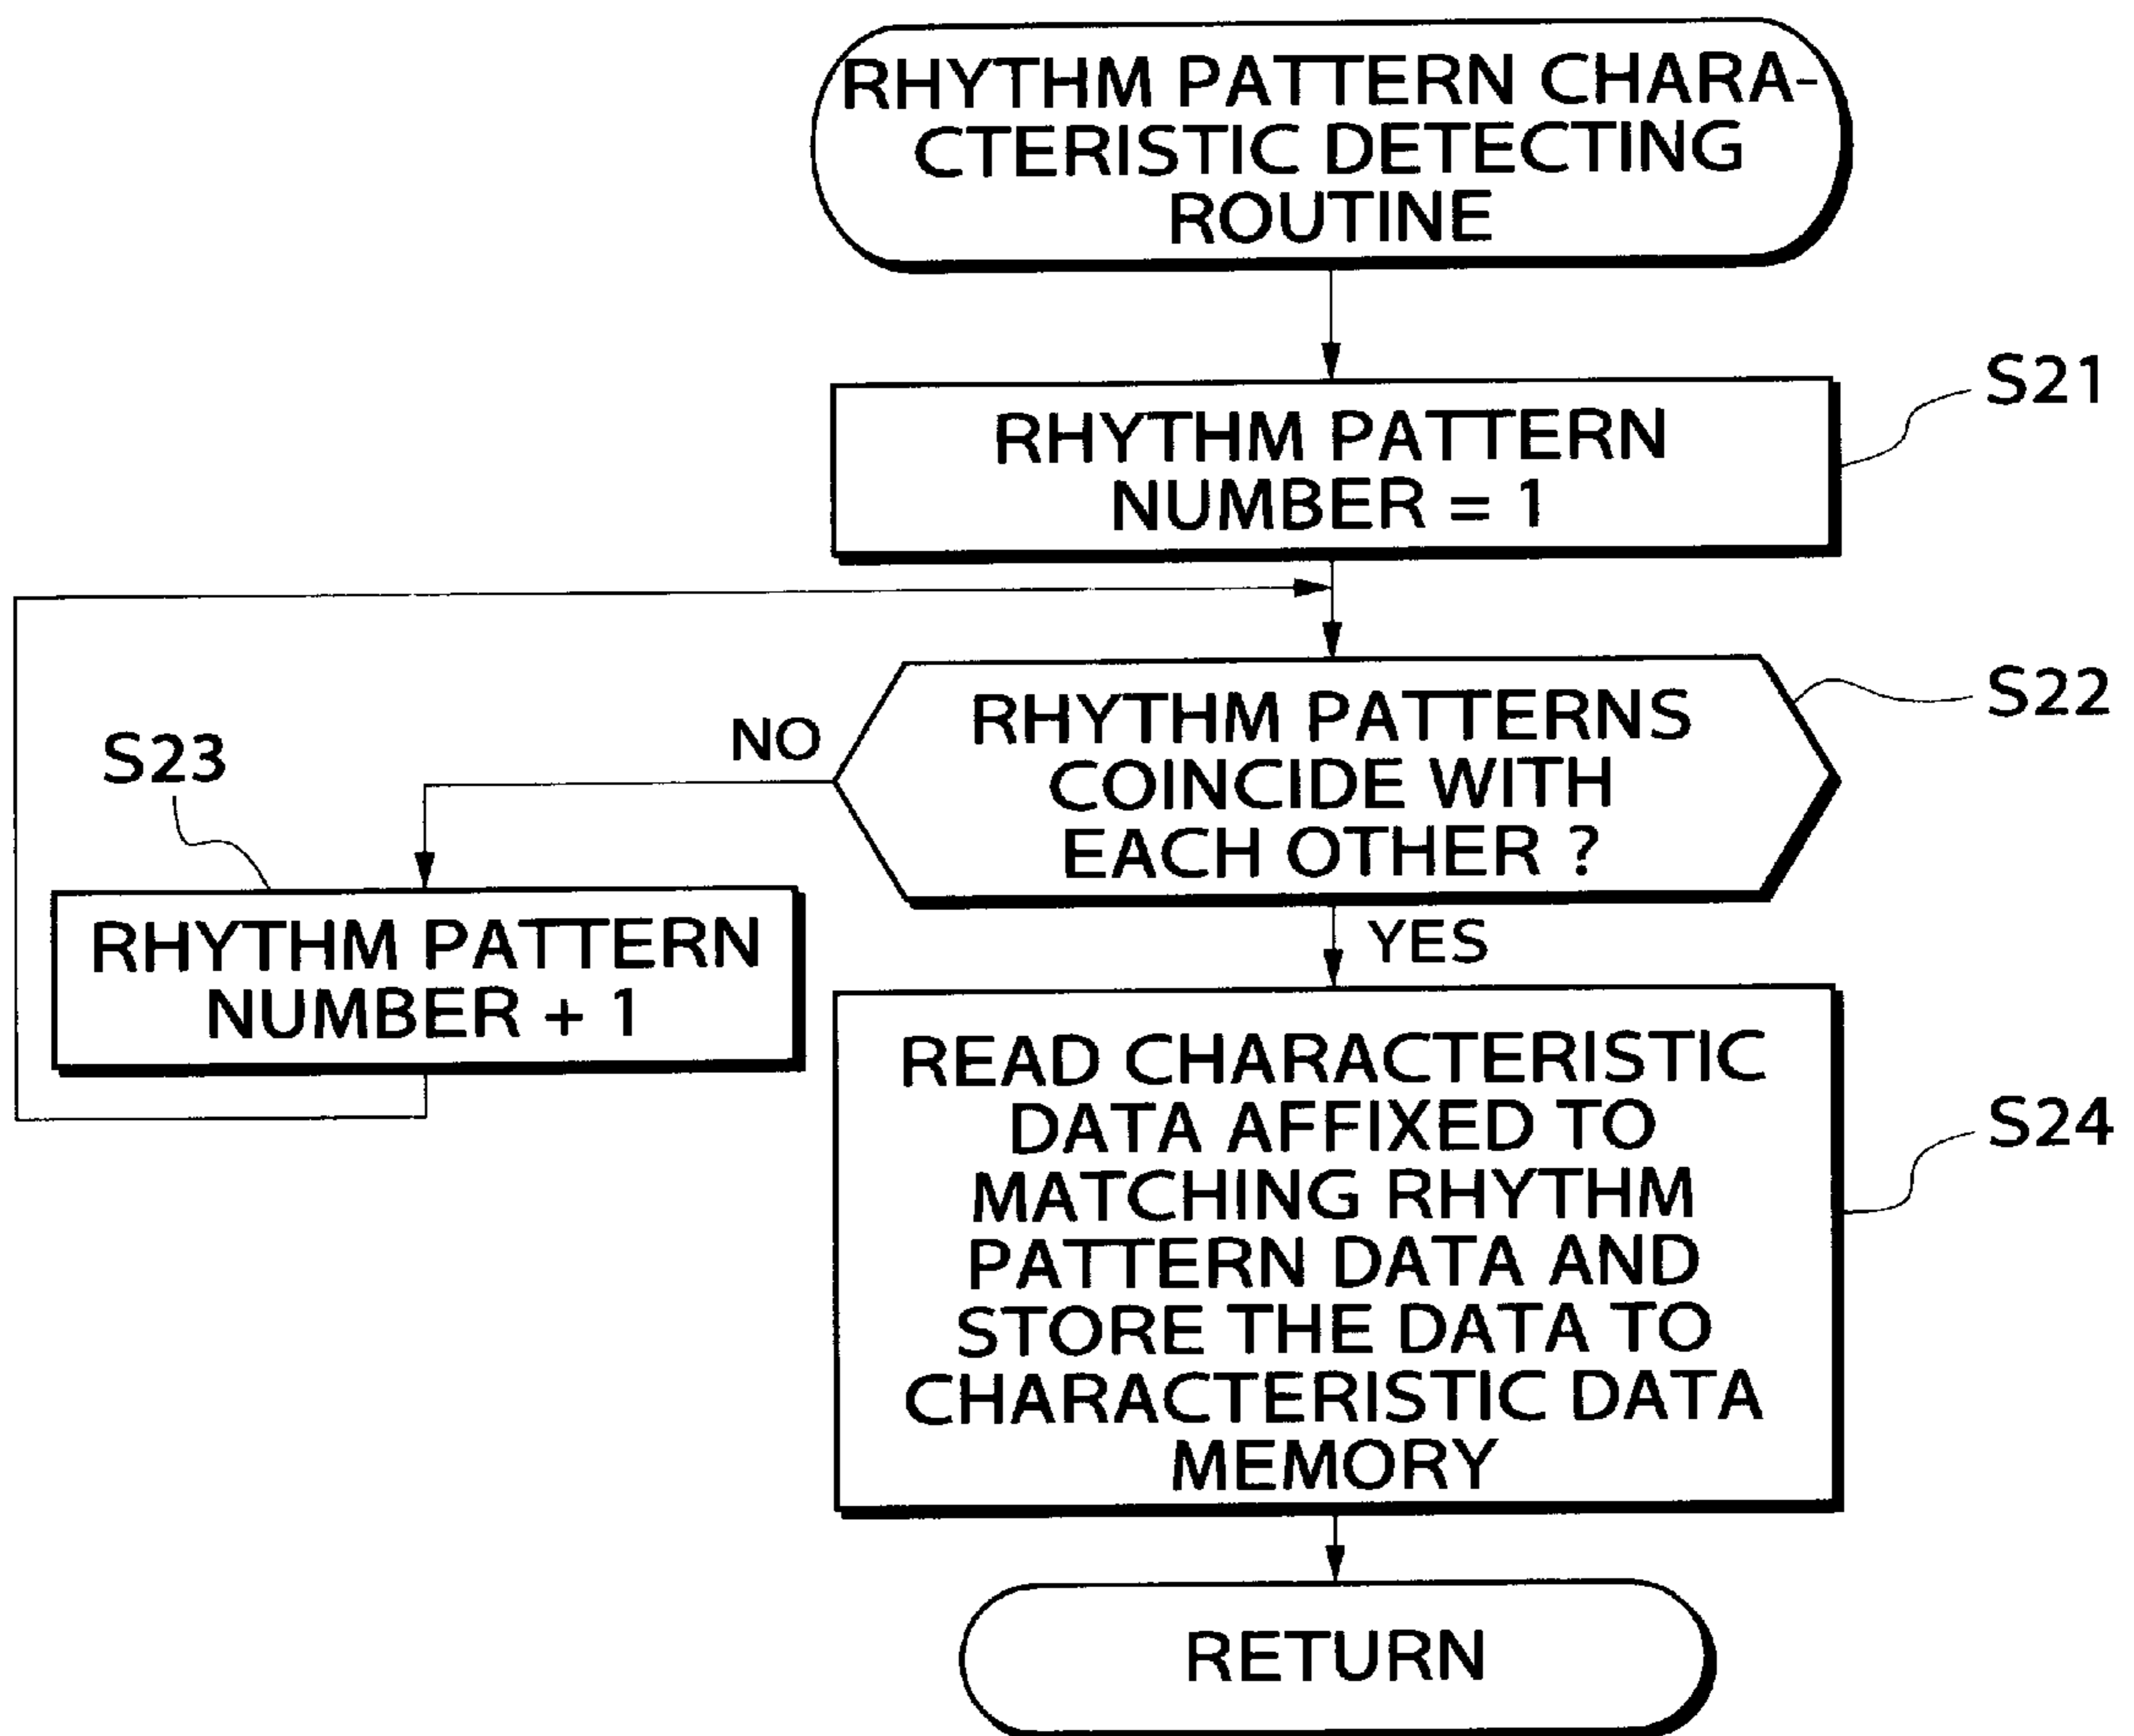 RHYTHM PATTERN CHARA-
CTERISTIC DETECTING
ROUTINE
S21
RHYTHM PATTERN
NUMBER = 1
S22
RHYTHM PATTERNS
COINCIDE WITH
EACH OTHER ?
NO
S23
YES
RHYTHM PATTERN
NUMBER + 1
READ CHARACTERISTIC
DATA AFFIXED TO
MATCHING RHYTHM
PATTERN DATA AND
STORE THE DATA TO
CHARACTERISTIC DATA
MEMORY
S24
RETURN